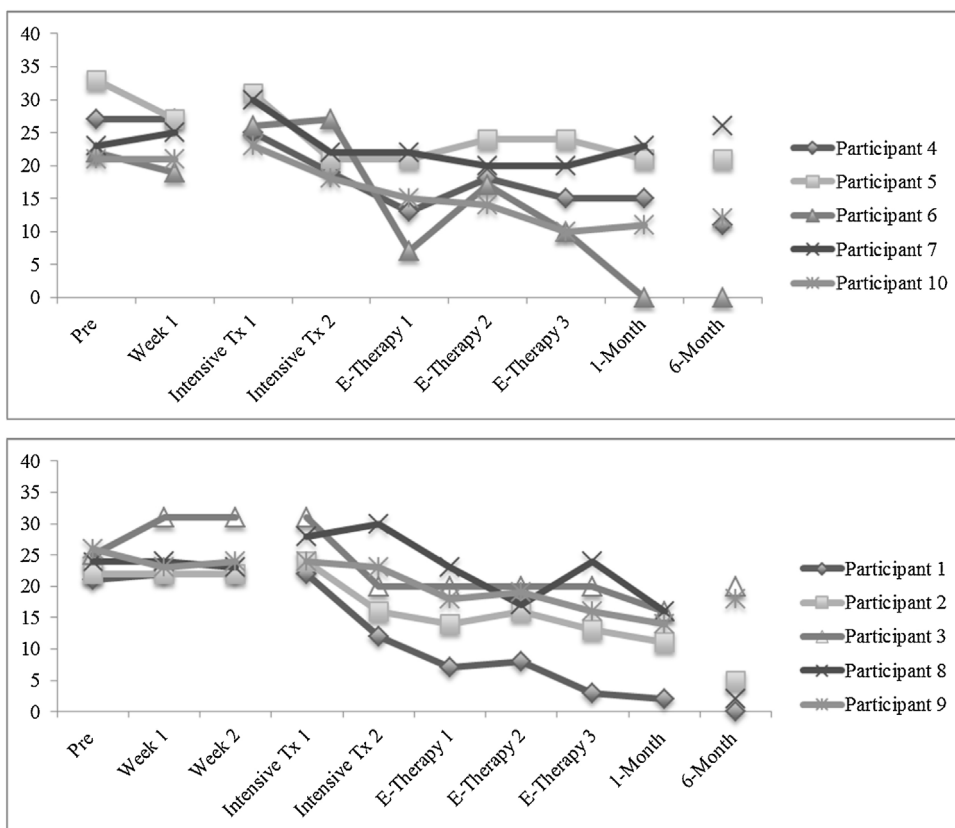 40
35
30
25
20
15
10
5
0
Pre
Week 1
Intensive Tx 1
Intensive Tx 2
E-Therapy 1
E-Therapy 2
E-Therapy 3
1-Month
6-Month
Participant 4
Participant 5
Participant 6
Participant 7
Participant 10
40
35
30
25
20
15
10
5
0
Pre
Week 1
Week 2
Intensive Tx 1
Intensive Tx 2
E-Therapy 1
E-Therapy 2
E-Therapy 3
1-Month
6-Month
Participant 1
Participant 2
Participant 3
Participant 8
Participant 9